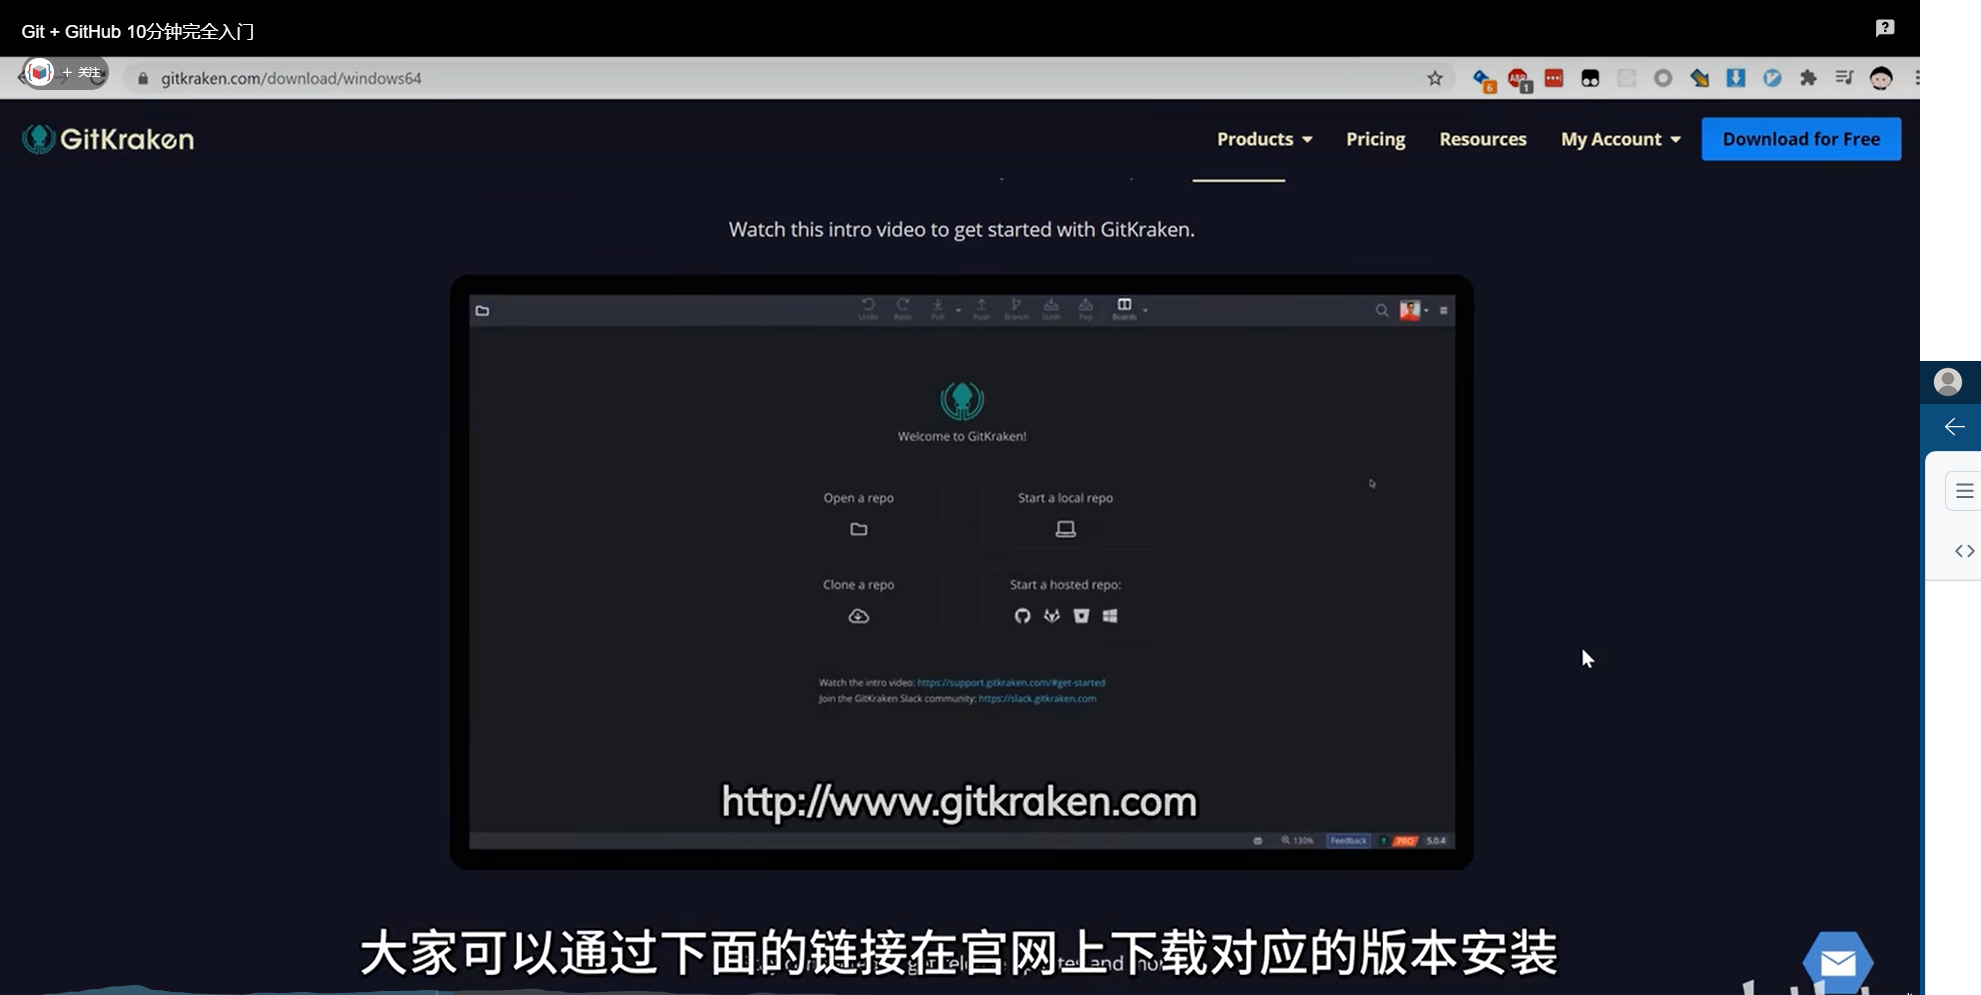 Git + GitHub 10分钟完全入门
+ 关注
gitkraken.com/download/windows64
6
ABP
1
GitKraken
Products
Pricing
Resources
My Account
Download for Free
Watch this intro video to get started with GitKraken.
Undo
Redo
Pull
Push
Branch
Stash
Pop
Boards
Welcome to GitKraken!
Open a repo
Start a local repo
Clone a repo
Start a hosted repo:
Watch the intro video: https://support.gitkraken.com/#get-started
Join the GitKraken Slack community: https://slack.gitkraken.com
http://www.gitkraken.com
130%
Feedback
PRO
5.0.4
大家可以通过下面的链接在官网上下载对应的版本安装